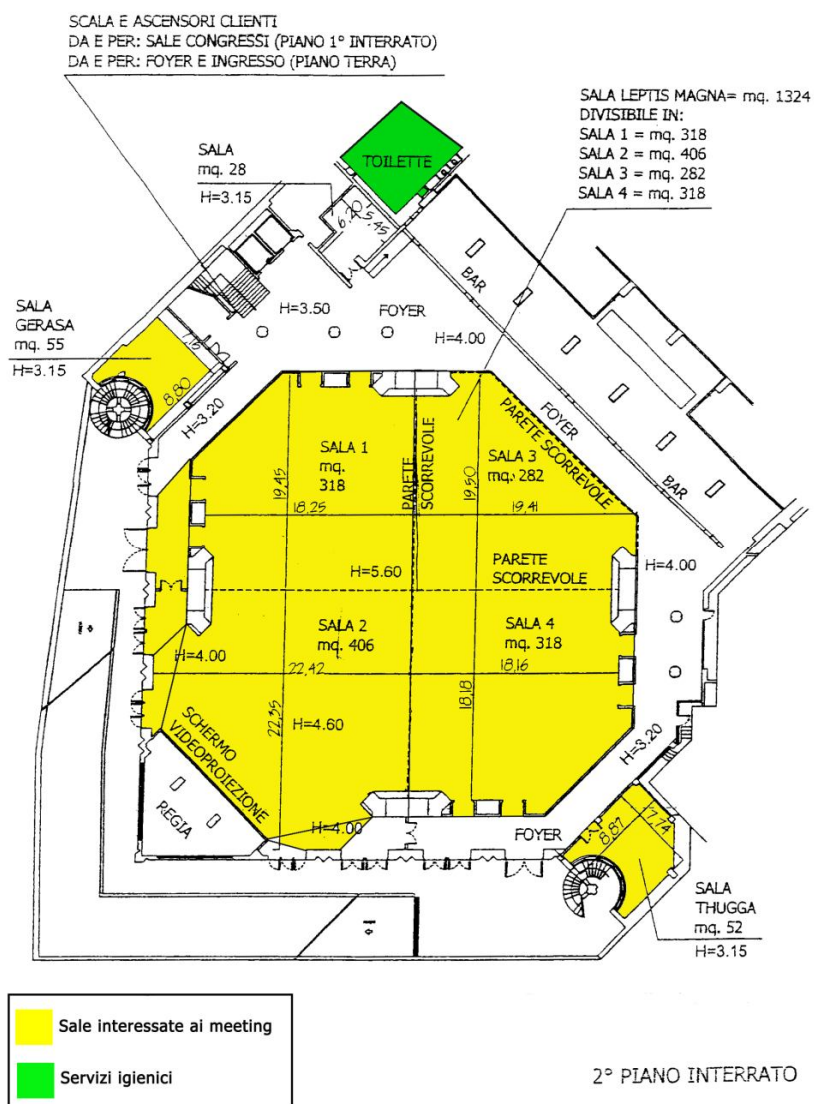 SCALA E ASCENSORI CLIENTI
DA E PER: SALE CONGRESSI (PIANO 1° INTERRATO)
DA E PER: FOYER E INGRESSO (PIANO TERRA)
SALA LEPTIS MAGNA= mq. 1324
DIVISIBILE IN:
SALA 1 = mq. 318
SALA 2 = mq. 406
SALA 3 = mq. 282
SALA 4 = mq. 318
SALA
mq. 28
H=3.15
TOILETTE
6,20
5,45
BAR
H=3.50
FOYER
H=4.00
BAR
SALA
GERASA
mq. 55
H=3.15
8,80
H=3.20
FOYER
PARETE SCORREVOLE
BAR
SALA 1
mq.
318
PARETE
SCORREVOLE
SALA 3
mq. 282
19,45
18,25
19,50
19,41
H=5.60
PARETE
SCORREVOLE
H=4.00
SALA 2
mq. 406
SALA 4
mq. 318
H=4.00
22,42
18,16
22,35
18,18
H=4.60
SCHERMO
VIDEOPROIEZIONE
REGIA
H=4.00
H=3.20
FOYER
8,87
7,74
SALA
THUGGA
mq. 52
H=3.15
Sale interessate ai meeting
Servizi igienici
2° PIANO INTERRATO